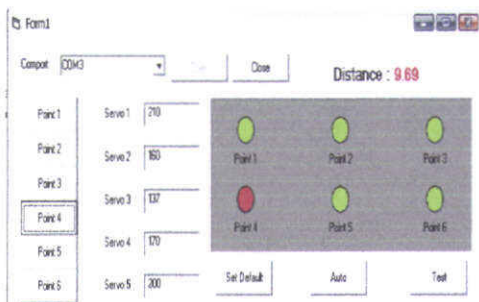 Form1
Comport COM3 Close
Distance : 9.69
Point 1
Point 2
Point 3
Point 4
Point 5
Point 6
Servo 1 210
Servo 2 160
Servo 3 137
Servo 4 170
Servo 5 200
Point 1 Point 2 Point 3
Point 4 Point 5 Point 6
Set Default Auto Test